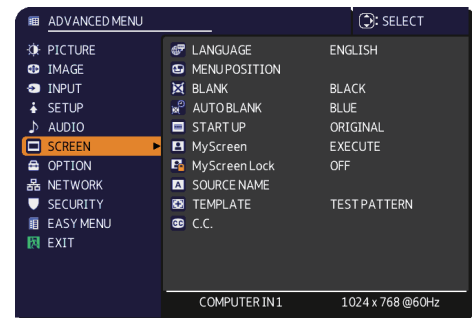 ADVANCED MENU : SELECT
PICTURE LANGUAGE ENGLISH
IMAGE MENU POSITION
INPUT BLANK BLACK
SETUP AUTO BLANK BLUE
AUDIO START UP ORIGINAL
SCREEN MyScreen EXECUTE
OPTION MyScreen Lock OFF
NETWORK SOURCE NAME
SECURITY TEMPLATE TEST PATTERN
EASY MENU C.C.
EXIT
COMPUTER IN 1 1024 x 768 @60Hz